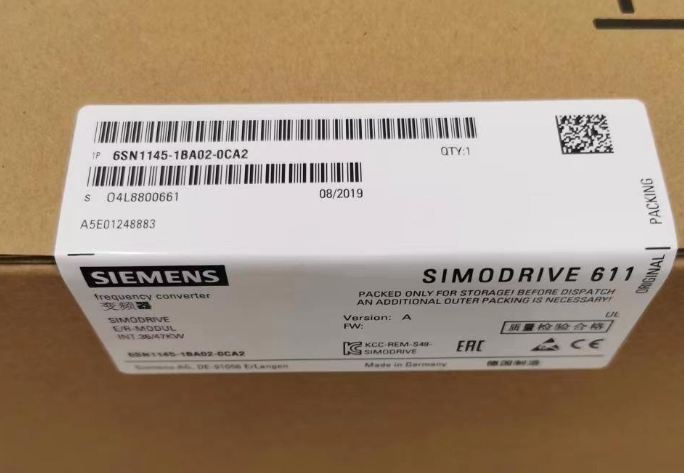 1P 6SN1145-1BA02-0CA2 QTY:1
S O4L8800661 08/2019
A5E01248883
ORIGINAL PACKING
SIEMENS SIMODRIVE 611
frequency converter
变频器
PACKED ONLY FOR STORAGE! BEFORE DISPATCH
AN ADDITIONAL OUTER PACKING IS NECESSARY!
SIMODRIVE
E/R-MODUL
INT. 36/47KW
Version: A
FW:
UL
质量检验合格
KCC-REM-S49-
SIMODRIVE
EAC
CE
6SN1145-1BA02-0CA2
Siemens AG, DE-91056 Erlangen
Made in Germany
德国制造